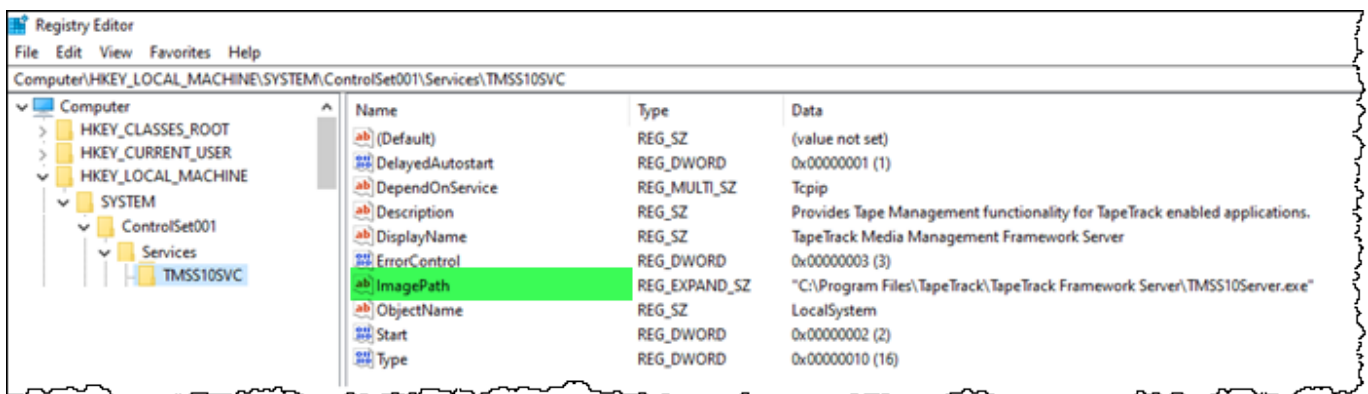 Registry Editor
File Edit View Favorites Help
Computer\HKEY_LOCAL_MACHINE\SYSTEM\ControlSet001\Services\TMSS10SVC
Computer
HKEY_CLASSES_ROOT
HKEY_CURRENT_USER
HKEY_LOCAL_MACHINE
SYSTEM
ControlSet001
Services
TMSS10SVC
Name Type Data
(Default) REG_SZ (value not set)
DelayedAutostart REG_DWORD 0x00000001 (1)
DependOnService REG_MULTI_SZ Tcpip
Description REG_SZ Provides Tape Management functionality for TapeTrack enabled applications.
DisplayName REG_SZ TapeTrack Media Management Framework Server
ErrorControl REG_DWORD 0x00000003 (3)
ImagePath REG_EXPAND_SZ "C:\Program Files\TapeTrack\TapeTrack Framework Server\TMSS10Server.exe"
ObjectName REG_SZ LocalSystem
Start REG_DWORD 0x00000002 (2)
Type REG_DWORD 0x00000010 (16)